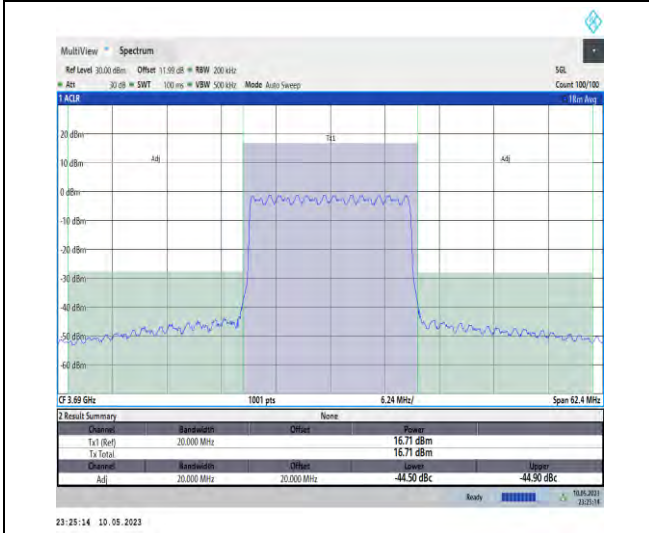 MultiView Spectrum
Ref Level 30.00 dBm Offset 11.99 dB RBW 200 kHz SGL
Att 30 dB SWT 100 ms VBW 500 kHz Mode Auto Sweep Count 100/100
1 ACLR 1Rm Avg
Tx1
20 dBm
Adj Adj
10 dBm
0 dBm
-10 dBm
-20 dBm
-30 dBm
-40 dBm
-50 dBm
-60 dBm
CF 3.69 GHz 1001 pts 6.24 MHz/ Span 62.4 MHz
2 Result Summary None
Channel Bandwidth Offset Power
Tx1 (Ref) 20.000 MHz 16.71 dBm
Tx Total 16.71 dBm
Channel Bandwidth Offset Lower Upper
Adj 20.000 MHz 20.000 MHz -44.50 dBc -44.90 dBc
Ready 10.05.2023
23:25:14
23:25:14 10.05.2023